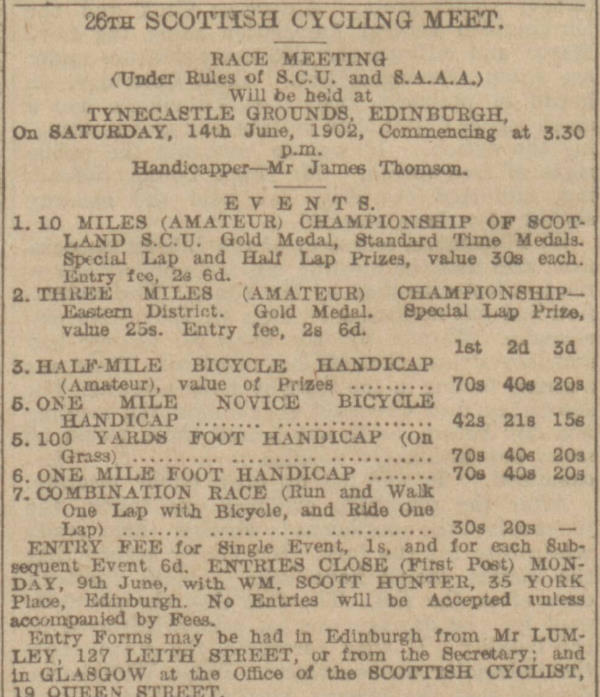 26TH SCOTTISH CYCLING MEET.
RACE MEETING
(Under Rules of S.C.U. and S.A.A.A.)
Will be held at
TYNECASTLE GROUNDS, EDINBURGH,
On SATURDAY, 14th June, 1902, Commencing at 3.30
p.m.
Handicapper—Mr James Thomson.
EVENTS.
1. 10 MILES (AMATEUR) CHAMPIONSHIP OF SCOT-
LAND S.C.U. Gold Medal, Standard Time Medals.
Special Lap and Half Lap Prizes, value 30s each.
Entry fee, 2s 6d.
2. THREE MILES (AMATEUR) CHAMPIONSHIP—
Eastern District. Gold Medal. Special Lap Prize,
value 25s. Entry fee, 2s 6d.
1st 2d 3d
3. HALF-MILE BICYCLE HANDICAP
(Amateur), value of Prizes .......... 70s 40s 20s
5. ONE MILE NOVICE BICYCLE
HANDICAP ........ .................. 42s 21s 15s
5. 100 YARDS FOOT HANDICAP (On
Grass) ................................ 70s 40s 20s
6. ONE MILE FOOT HANDICAP ........ 70s 40s 20s
7. COMBINATION RACE (Run and Walk
One Lap with Bicycle, and Ride One
Lap) ........ ............ ............ 30s 20s —
ENTRY FEE for Single Event, 1s, and for each Sub-
sequent Event 6d. ENTRIES CLOSE (First Post) MON-
DAY, 9th June, with WM. SCOTT HUNTER, 35 YORK
Place, Edinburgh. No Entries will be Accepted unless
accompanied by Fees.
Entry Forms may be had in Edinburgh from Mr LUM-
LEY, 127 LEITH STREET, or from the Secretary; and
in GLASGOW at the Office of the SCOTTISH CYCLIST,
19 QUEEN STREET.